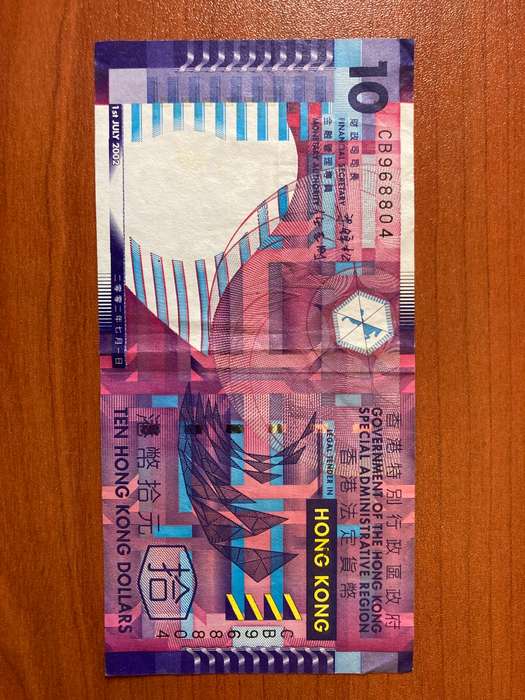 10
CB968804
財政司司長
FINANCIAL SECRETARY
金融管理專員
MONETARY AUTHORITY
1st JULY 2002
二零零二年七月一日
香港特別行政區政府
GOVERNMENT OF THE HONG KONG
SPECIAL ADMINISTRATIVE REGION
香港法定貨幣
LEGAL TENDER IN
HONG KONG
港幣拾元
TEN HONG KONG DOLLARS
拾
CB968804